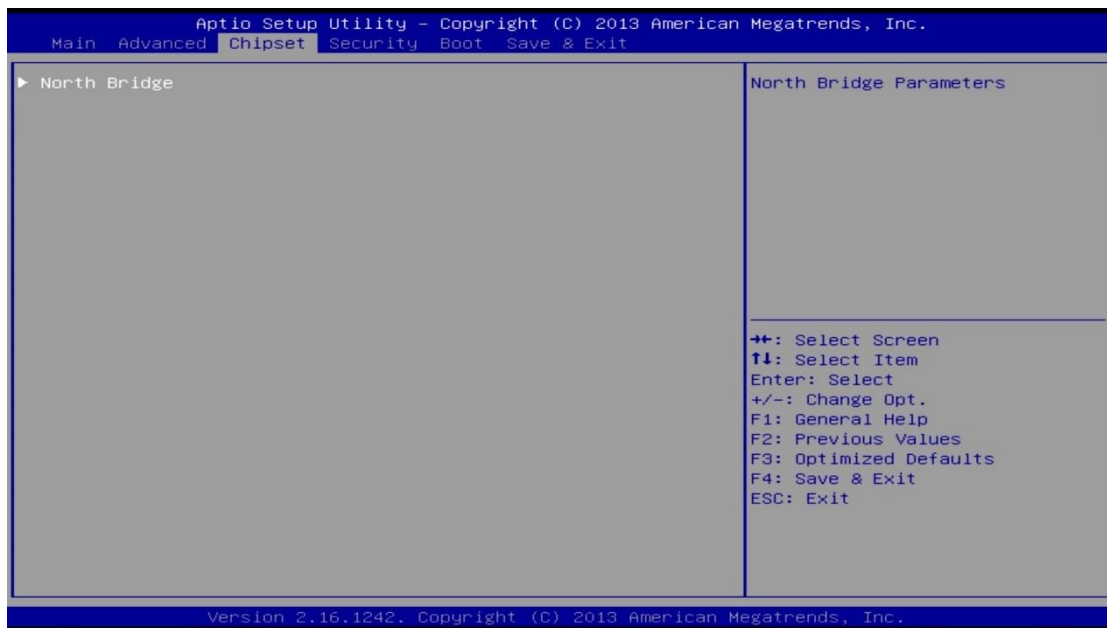 Aptio Setup Utility – Copyright (C) 2013 American Megatrends, Inc.
Main Advanced Chipset Security Boot Save & Exit
► North Bridge
North Bridge Parameters
→←: Select Screen
↑↓: Select Item
Enter: Select
+/-: Change Opt.
F1: General Help
F2: Previous Values
F3: Optimized Defaults
F4: Save & Exit
ESC: Exit
Version 2.16.1242. Copyright (C) 2013 American Megatrends, Inc.